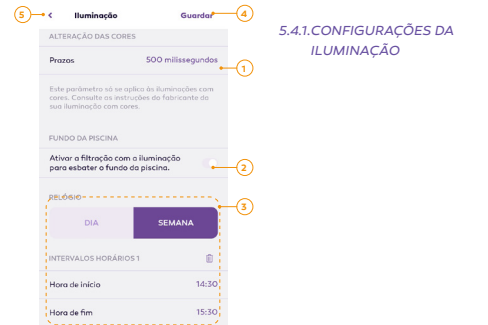 5
‹ Iluminação Guardar
4
5.4.1.CONFIGURAÇÕES DA
ILUMINAÇÃO
ALTERAÇÃO DAS CORES
Prazos 500 milissegundos
1
Este parâmetro só se aplica às iluminações com
cores. Consulte as instruções do fabricante da
sua iluminação com cores.
FUNDO DA PISCINA
Ativar a filtração com a iluminação
para esbater o fundo da piscina.
2
RELÓGIO
3
DIA SEMANA
INTERVALOS HORÁRIOS 1
Hora de início 14:30
Hora de fim 15:30